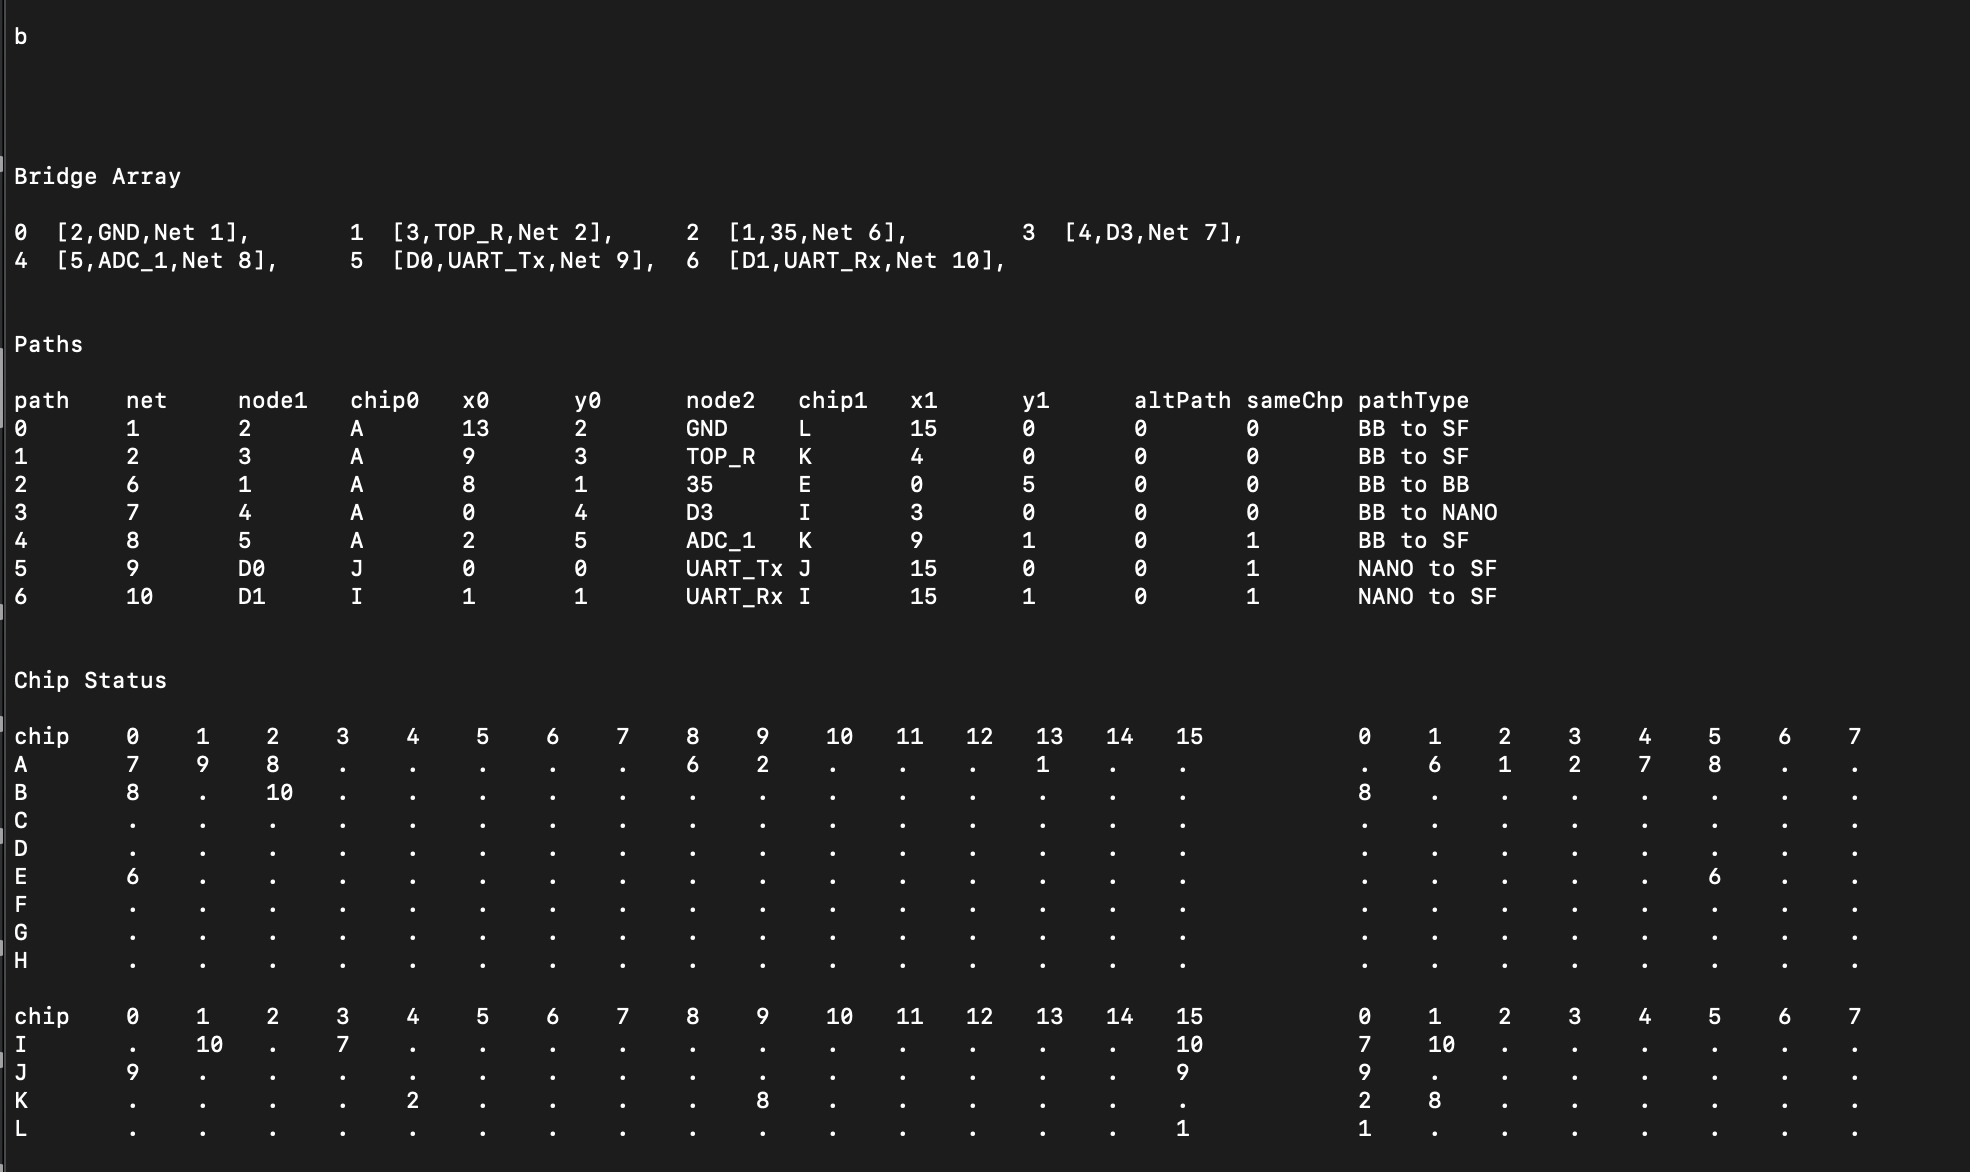 b
Bridge Array
0  [2,GND,Net 1],       1  [3,TOP_R,Net 2],     2  [1,35,Net 6],        3  [4,D3,Net 7],
4  [5,ADC_1,Net 8],     5  [D0,UART_Tx,Net 9],  6  [D1,UART_Rx,Net 10],
Paths
path    net     node1   chip0   x0      y0      node2   chip1   x1      y1      altPath sameChp pathType
0       1       2       A       13      2       GND     L       15      0       0       0       BB to SF
1       2       3       A       9       3       TOP_R   K       4       0       0       0       BB to SF
2       6       1       A       8       1       35      E       0       5       0       0       BB to BB
3       7       4       A       0       4       D3      I       3       0       0       0       BB to NANO
4       8       5       A       2       5       ADC_1   K       9       1       0       1       BB to SF
5       9       D0      J       0       0       UART_Tx J       15      0       0       1       NANO to SF
6       10      D1      I       1       1       UART_Rx I       15      1       0       1       NANO to SF
Chip Status
chip    0    1    2    3    4    5    6    7    8    9    10   11   12   13   14   15           0    1    2    3    4    5    6    7
A       7    9    8    .    .    .    .    .    6    2    .    .    .    1    .    .            .    6    1    2    7    8    .    .
B       8    .    10   .    .    .    .    .    .    .    .    .    .    .    .    .            8    .    .    .    .    .    .    .
C       .    .    .    .    .    .    .    .    .    .    .    .    .    .    .    .            .    .    .    .    .    .    .    .
D       .    .    .    .    .    .    .    .    .    .    .    .    .    .    .    .            .    .    .    .    .    .    .    .
E       6    .    .    .    .    .    .    .    .    .    .    .    .    .    .    .            .    .    .    .    .    6    .    .
F       .    .    .    .    .    .    .    .    .    .    .    .    .    .    .    .            .    .    .    .    .    .    .    .
G       .    .    .    .    .    .    .    .    .    .    .    .    .    .    .    .            .    .    .    .    .    .    .    .
H       .    .    .    .    .    .    .    .    .    .    .    .    .    .    .    .            .    .    .    .    .    .    .    .
chip    0    1    2    3    4    5    6    7    8    9    10   11   12   13   14   15           0    1    2    3    4    5    6    7
I       .    10   .    7    .    .    .    .    .    .    .    .    .    .    .    10           7    10   .    .    .    .    .    .
J       9    .    .    .    .    .    .    .    .    .    .    .    .    .    .    9            9    .    .    .    .    .    .    .
K       .    .    .    .    2    .    .    .    .    8    .    .    .    .    .    .            2    8    .    .    .    .    .    .
L       .    .    .    .    .    .    .    .    .    .    .    .    .    .    .    1            1    .    .    .    .    .    .    .